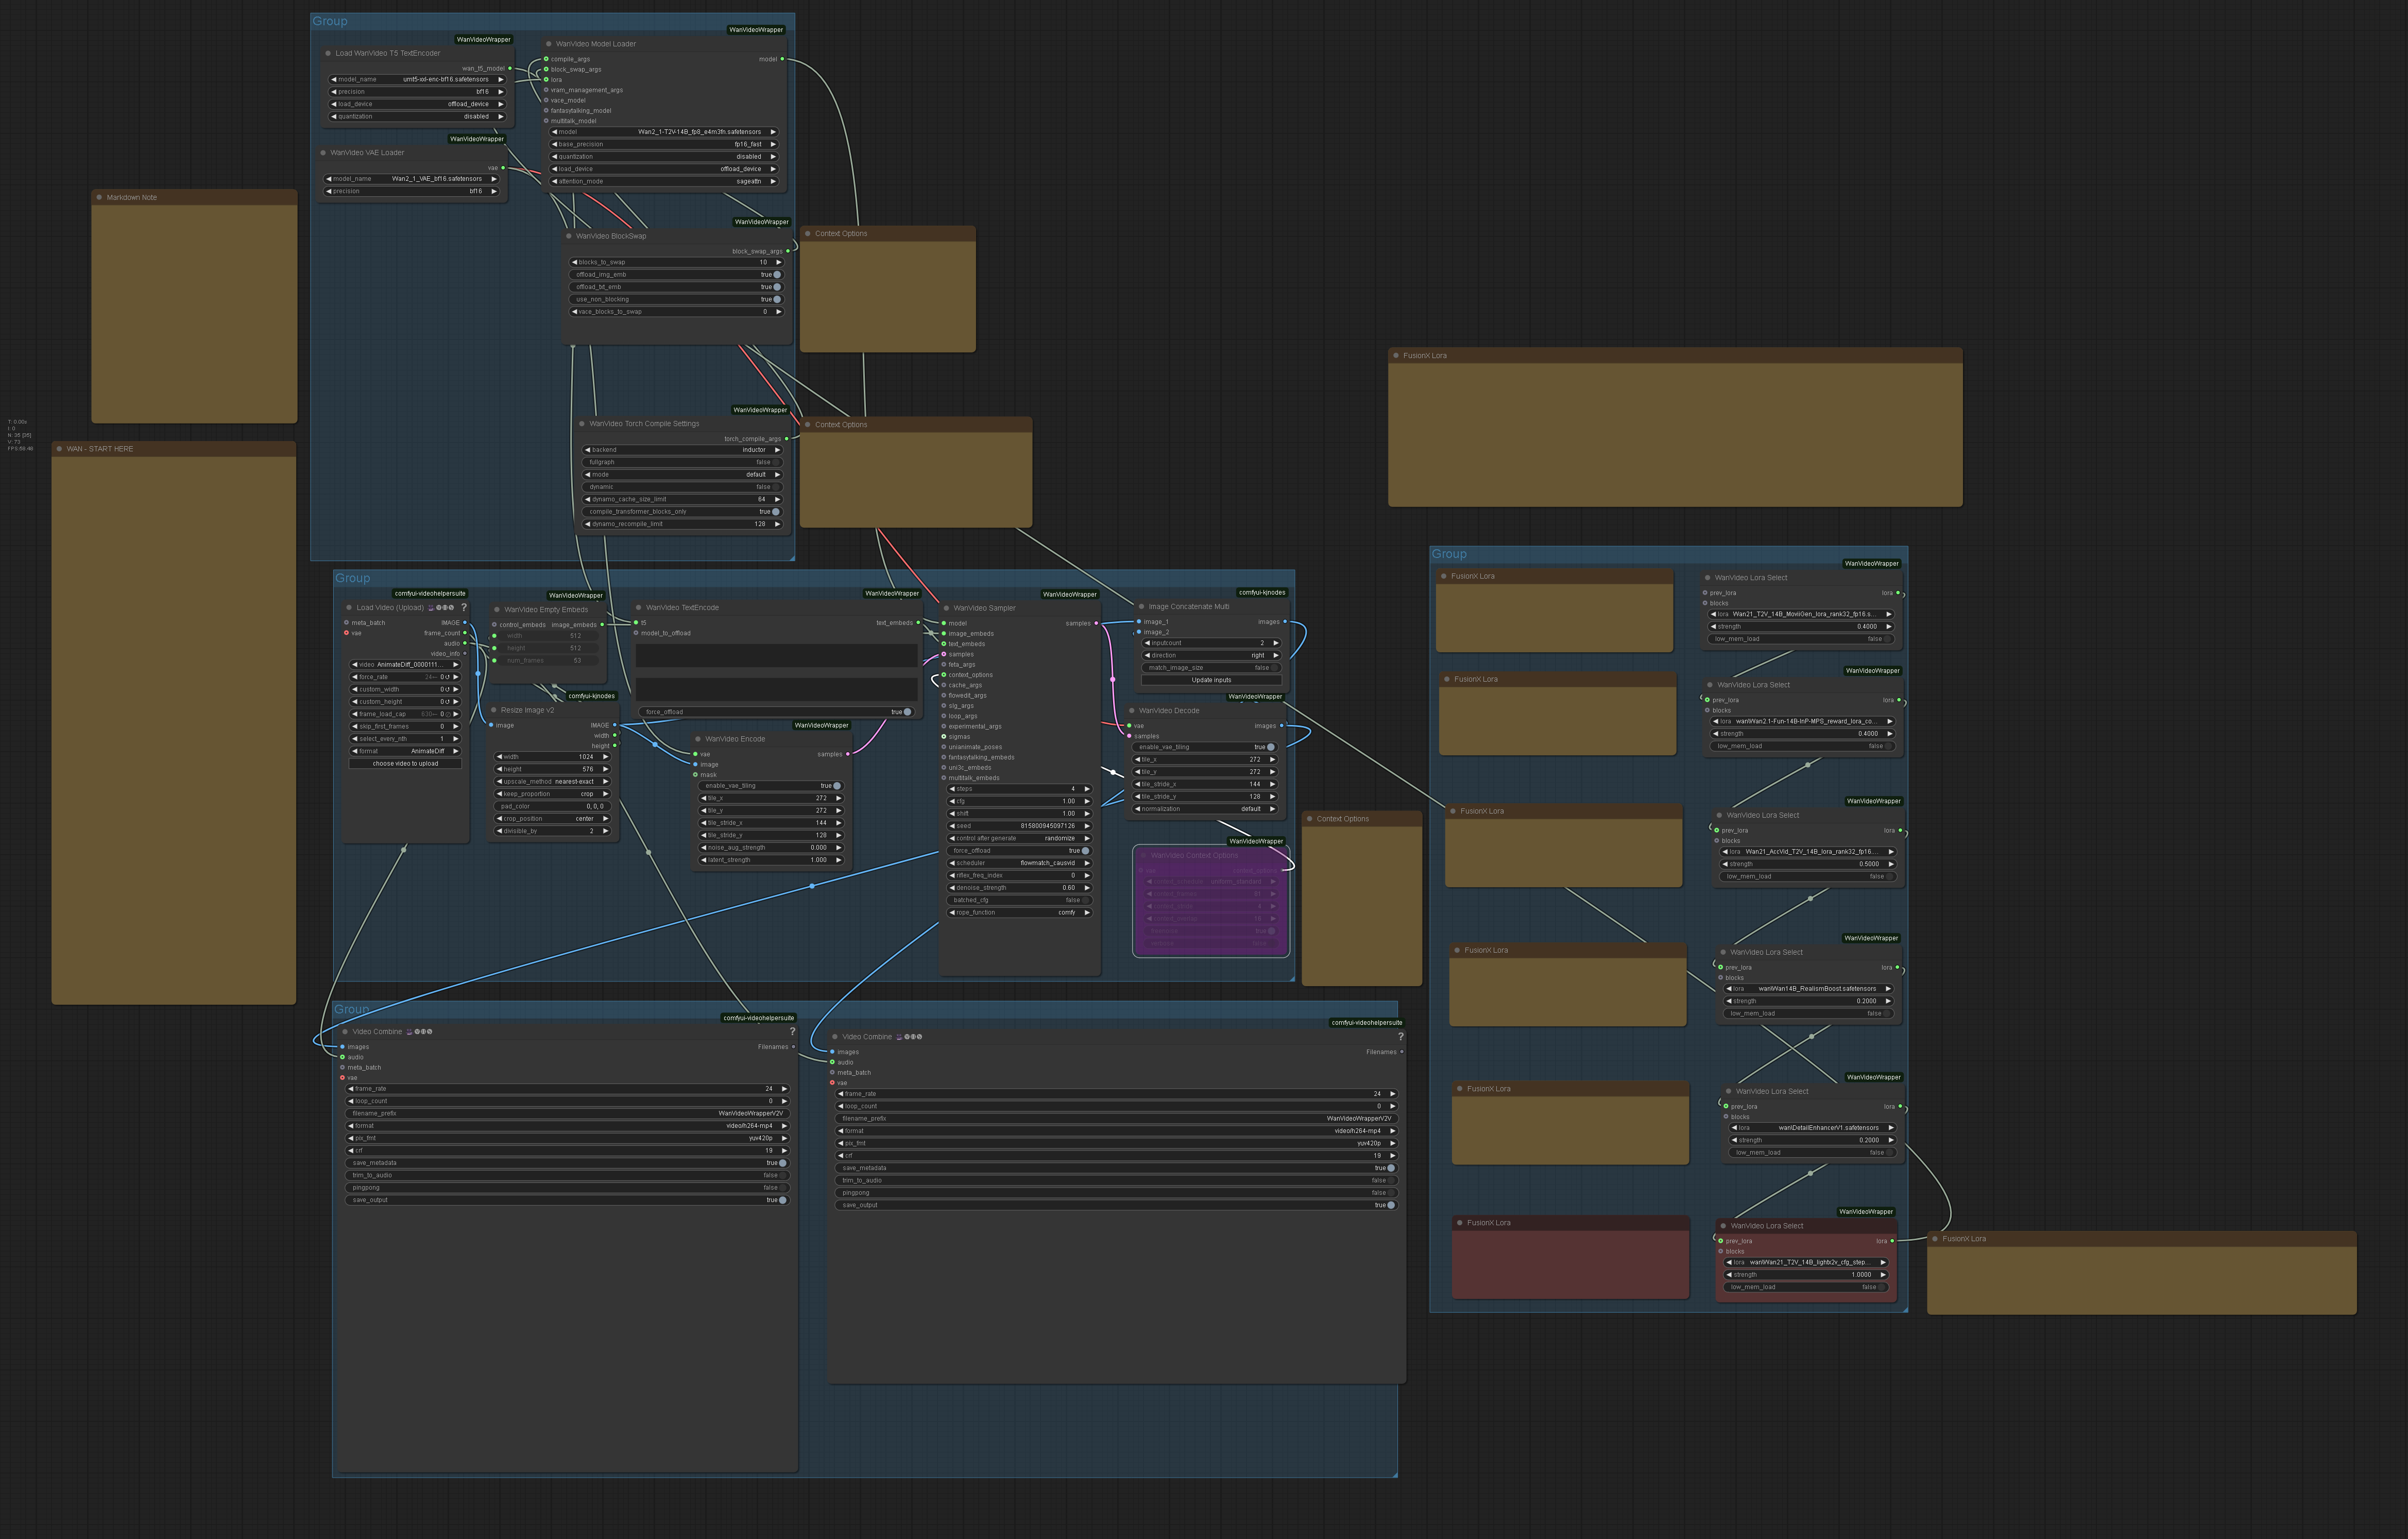 Group
WanVideoWrapper
Load WanVideo T5 TextEncoder
wan_t5_model
model_name umt5-xxl-enc-bf16.safetensors
precision bf16
load_device offload_device
quantization disabled
WanVideoWrapper
WanVideo VAE Loader
vae
model_name Wan2_1_VAE_bf16.safetensors
precision bf16
WanVideoWrapper
WanVideo Model Loader
compile_args model
block_swap_args
lora
vram_management_args
vace_model
fantasytalking_model
multitalk_model
model Wan2_1-T2V-14B_fp8_e4m3fn.safetensors
base_precision fp16_fast
quantization disabled
load_device offload_device
attention_mode sageattn
Markdown Note
WanVideoWrapper
WanVideo BlockSwap
block_swap_args
blocks_to_swap 10
offload_img_emb true
offload_txt_emb true
use_non_blocking true
vace_blocks_to_swap 0
Context Options
WanVideoWrapper
WanVideo Torch Compile Settings
torch_compile_args
backend inductor
fullgraph false
mode default
dynamic false
dynamo_cache_size_limit 64
compile_transformer_blocks_only true
dynamo_recompile_limit 128
Context Options
FusionX Lora
T: 0.00s
I: 0
N: 35 [35]
V: 73
WAN - START HERE
Group
comfyui-videohelpersuite
Load Video (Upload) ?
meta_batch IMAGE
vae frame_count
audio
video_info
video AnimateDiff_0000111...
force_rate 24 0
custom_width 0
custom_height 0
frame_load_cap 0
skip_first_frames 0
select_every_nth 1
format AnimateDiff
choose video to upload
WanVideoWrapper
WanVideo Empty Embeds
control_embeds image_embeds
width 512
height 512
num_frames 53
comfyui-kjnodes
Resize Image v2
image IMAGE
width
height
width 1024
height 576
upscale_method nearest-exact
keep_proportion crop
pad_color 0, 0, 0
crop_position center
divisible_by 2
WanVideoWrapper
WanVideo TextEncode
t5 text_embeds
model_to_offload
force_offload true
WanVideoWrapper
WanVideo Encode
vae samples
image
mask
enable_vae_tiling true
tile_x 272
tile_y 272
tile_stride_x 144
tile_stride_y 128
noise_aug_strength 0.000
latent_strength 1.000
WanVideoWrapper
WanVideo Sampler
model samples
image_embeds
text_embeds
samples
feta_args
context_options
cache_args
flowedit_args
slg_args
loop_args
experimental_args
sigmas
unianimate_poses
fantasytalking_embeds
uni3c_embeds
multitalk_embeds
steps 4
cfg 1.00
shift 1.00
seed 815800945097126
control after generate randomize
force_offload true
scheduler flowmatch_causvid
riflex_freq_index 0
denoise_strength 0.60
batched_cfg false
rope_function comfy
comfyui-kjnodes
Image Concatenate Multi
image_1 images
image_2
inputcount 2
direction right
match_image_size false
Update inputs
WanVideoWrapper
WanVideo Decode
vae images
samples
enable_vae_tiling true
tile_x 272
tile_y 272
tile_stride_x 144
tile_stride_y 128
normalization default
WanVideoWrapper
WanVideo Context Options
Context Options
Group
comfyui-videohelpersuite
Video Combine ?
images Filenames
audio
meta_batch
vae
frame_rate 24
loop_count 0
filename_prefix WanVideoWrapperV2V
format video/h264-mp4
pix_fmt yuv420p
crf 19
save_metadata true
trim_to_audio false
pingpong false
save_output true
comfyui-videohelpersuite
Video Combine ?
images Filenames
audio
meta_batch
vae
frame_rate 24
loop_count 0
filename_prefix WanVideoWrapperV2V
format video/h264-mp4
pix_fmt yuv420p
crf 19
save_metadata true
trim_to_audio false
pingpong false
save_output true
Group
FusionX Lora
WanVideoWrapper
WanVideo Lora Select
prev_lora lora
blocks
lora Wan21_T2V_14B_MoviiGen_lora_rank32_fp16.s...
strength 0.4000
low_mem_load false
FusionX Lora
WanVideoWrapper
WanVideo Lora Select
prev_lora lora
blocks
lora wan\Wan2.1-Fun-14B-InP-MPS_reward_lora_co...
strength 0.4000
low_mem_load false
FusionX Lora
WanVideoWrapper
WanVideo Lora Select
prev_lora lora
blocks
lora Wan21_AccVid_T2V_14B_lora_rank32_fp16....
strength 0.5000
low_mem_load false
FusionX Lora
WanVideoWrapper
WanVideo Lora Select
prev_lora lora
blocks
lora wan\Wan14B_RealismBoost.safetensors
strength 0.2000
low_mem_load false
FusionX Lora
WanVideoWrapper
WanVideo Lora Select
prev_lora lora
blocks
lora wan\DetailEnhancerV1.safetensors
strength 0.2000
low_mem_load false
FusionX Lora
WanVideoWrapper
WanVideo Lora Select
prev_lora lora
blocks
lora wan\Wan21_T2V_14B_lightx2v_cfg_step...
strength 1.0000
low_mem_load false
FusionX Lora